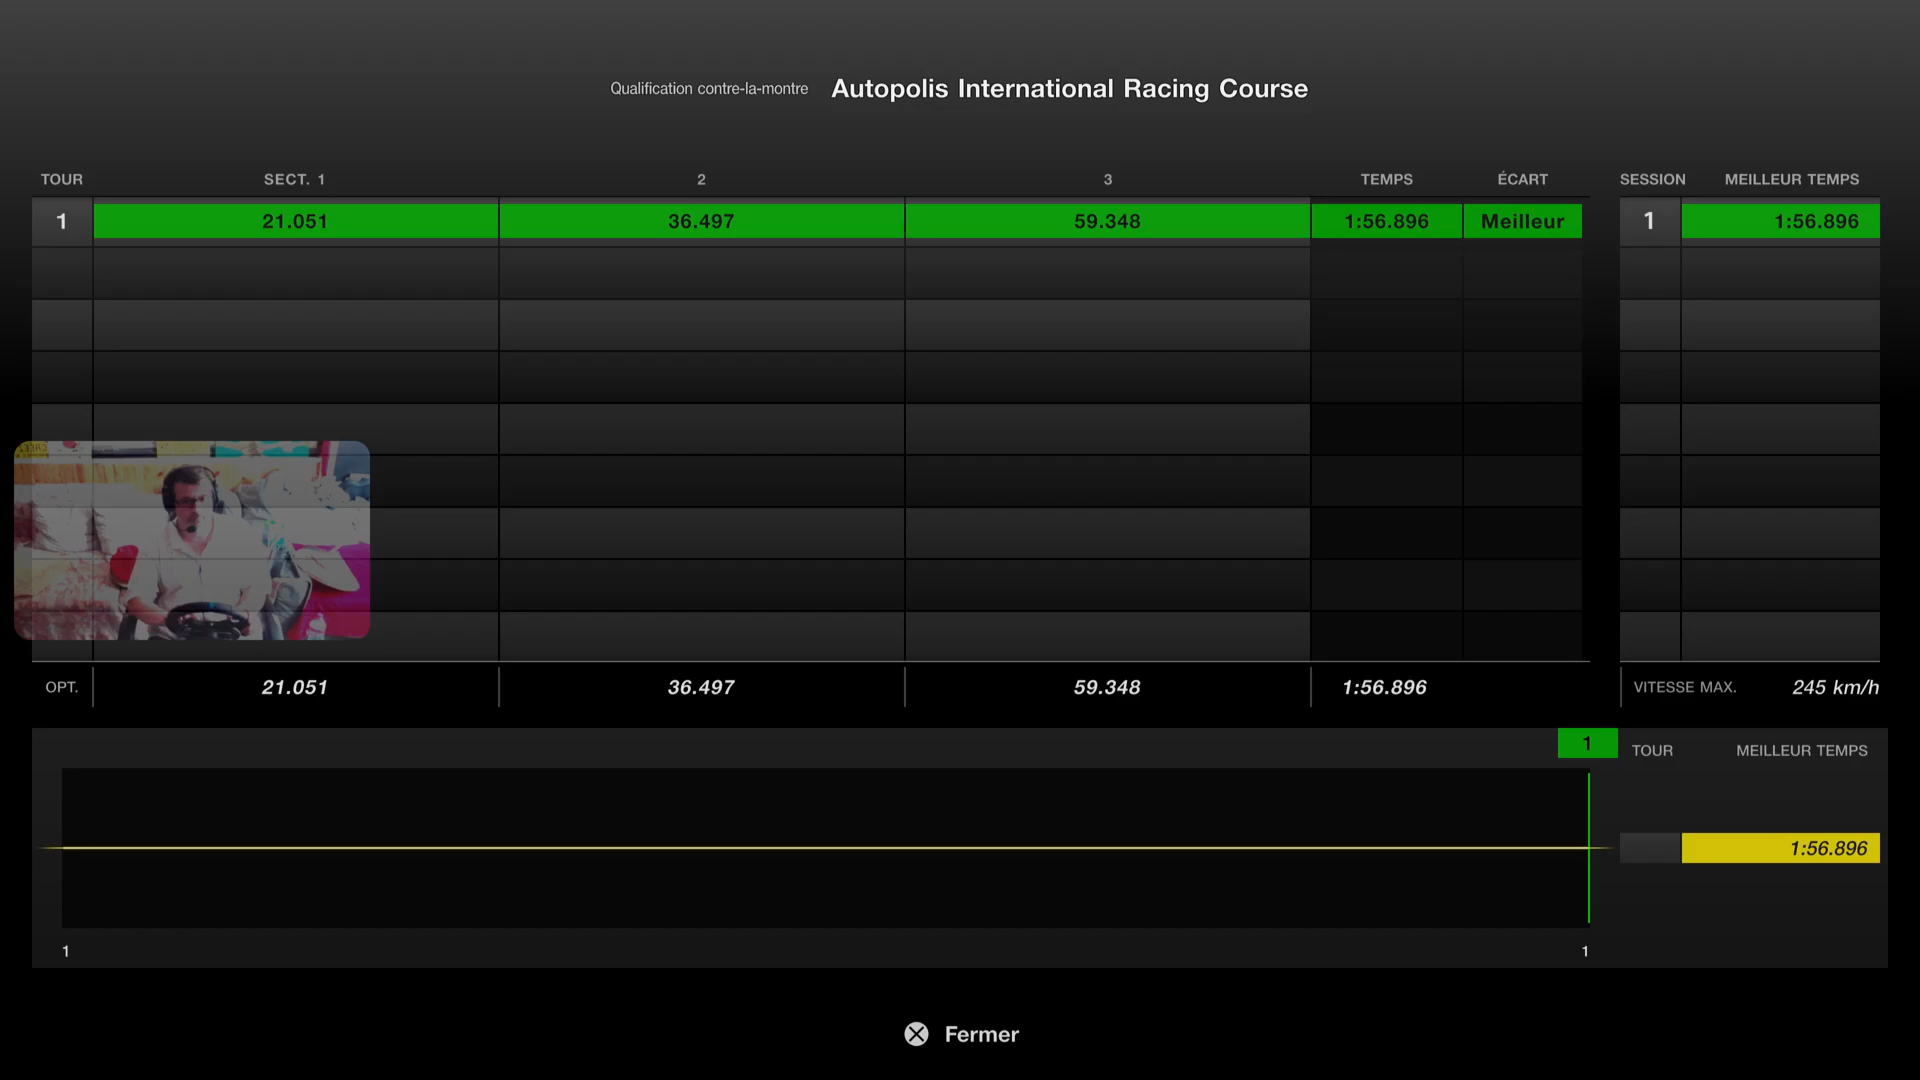 Qualification contre-la-montre Autopolis International Racing Course
TOUR SECT. 1 2 3 TEMPS ÉCART SESSION MEILLEUR TEMPS
1 21.051 36.497 59.348 1:56.896 Meilleur 1 1:56.896
OPT. 21.051 36.497 59.348 1:56.896 VITESSE MAX. 245 km/h
1 TOUR MEILLEUR TEMPS
1:56.896
1 1
Fermer